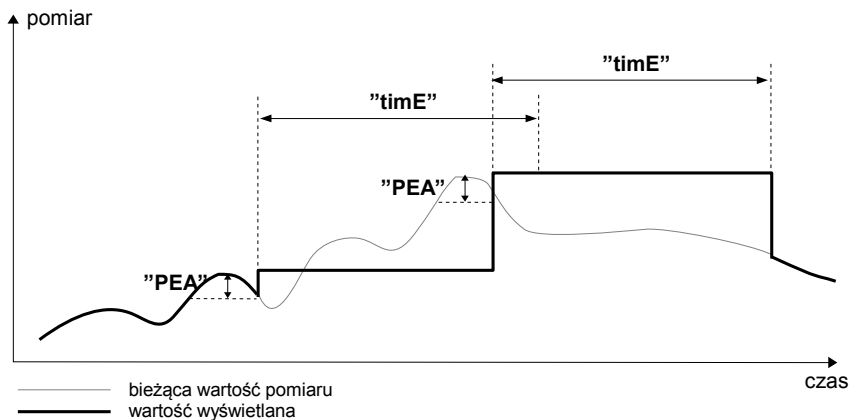 pomiar
”timE”
”timE”
”PEA”
”PEA”
czas
bieżąca wartość pomiaru
wartość wyświetlana